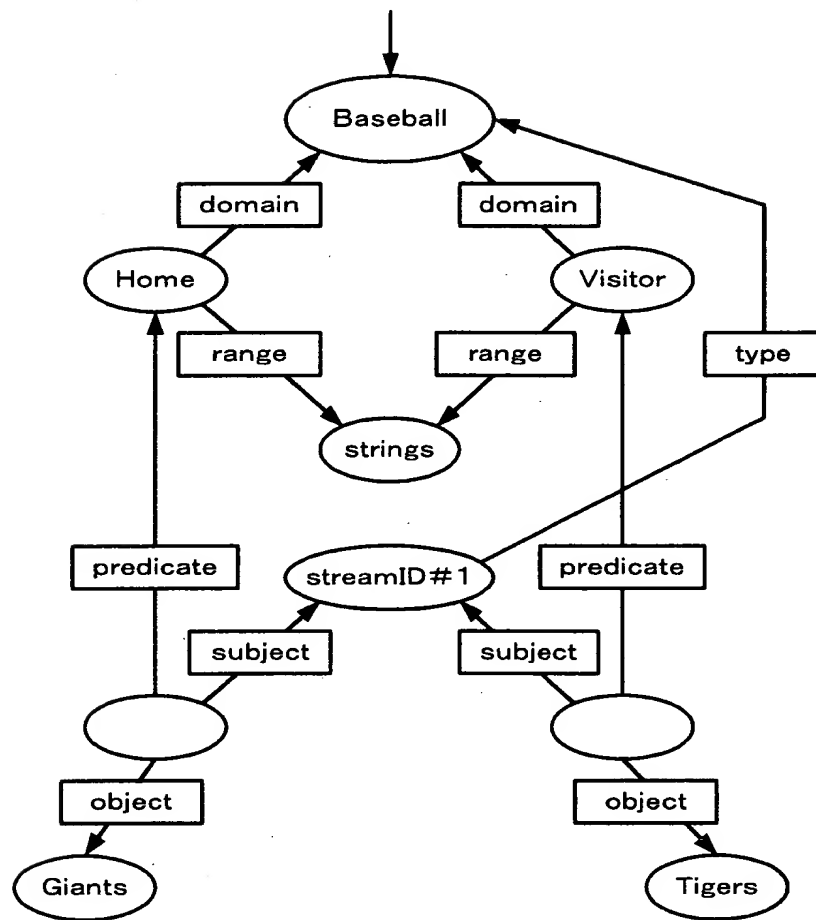 Baseball
domain
domain
Home
Visitor
range
range
type
strings
predicate
streamID#1
predicate
subject
subject
object
object
Giants
Tigers